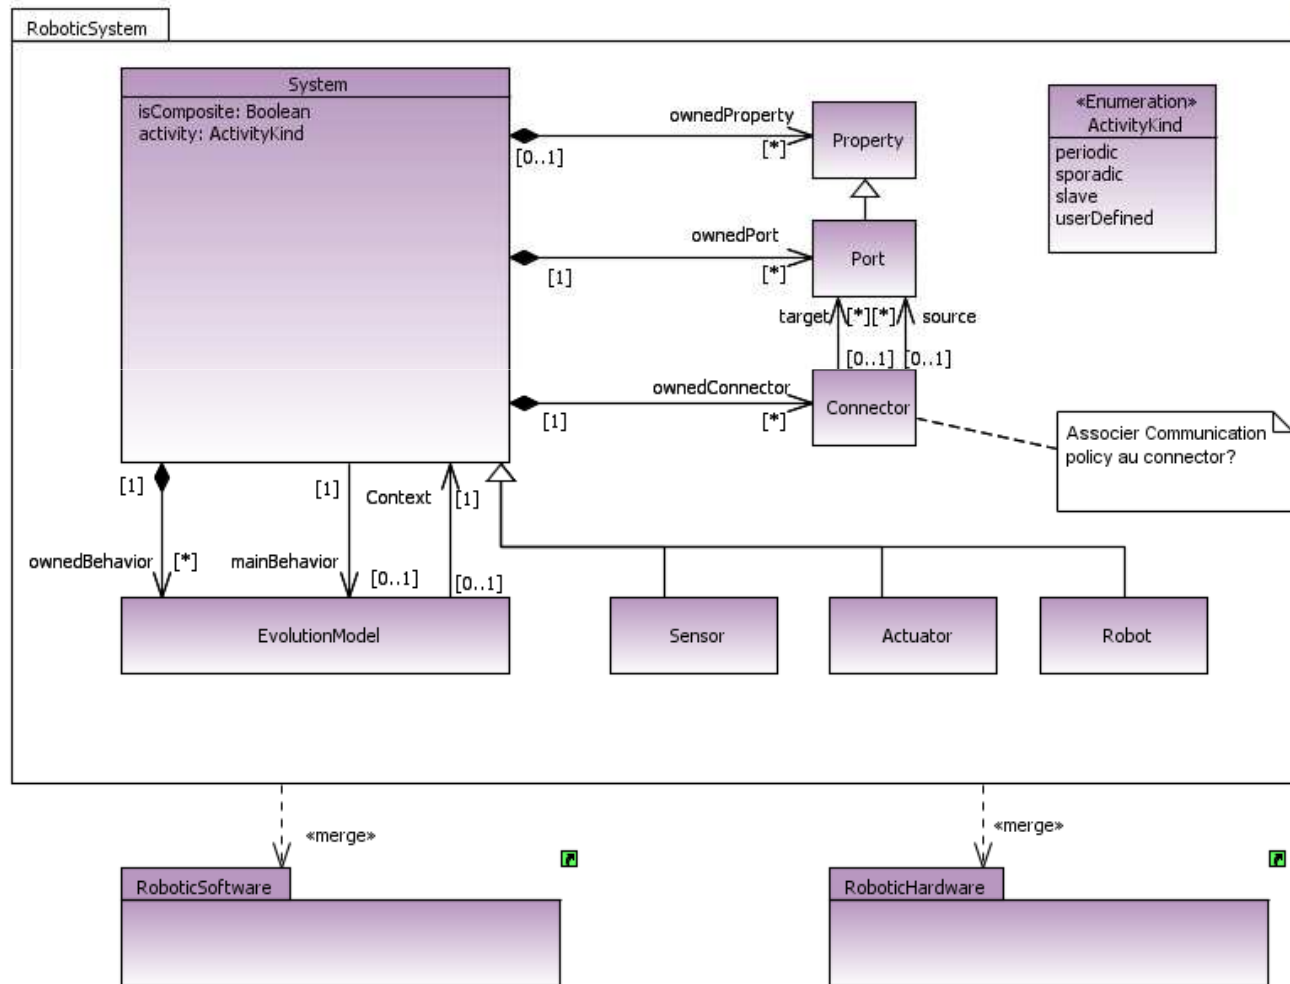 RoboticSystem
System
isComposite: Boolean
activity: ActivityKind
ownedProperty
[0..1]
[*]
Property
«Enumeration»
ActivityKind
periodic
sporadic
slave
userDefined
ownedPort
[1]
[*]
Port
target
[*][*]
source
[0..1]
[0..1]
ownedConnector
[1]
[*]
Connector
Associer Communication
policy au connector?
[1]
[1]
Context
[1]
ownedBehavior
[*]
mainBehavior
[0..1]
[0..1]
EvolutionModel
Sensor
Actuator
Robot
«merge»
«merge»
RoboticSoftware
RoboticHardware